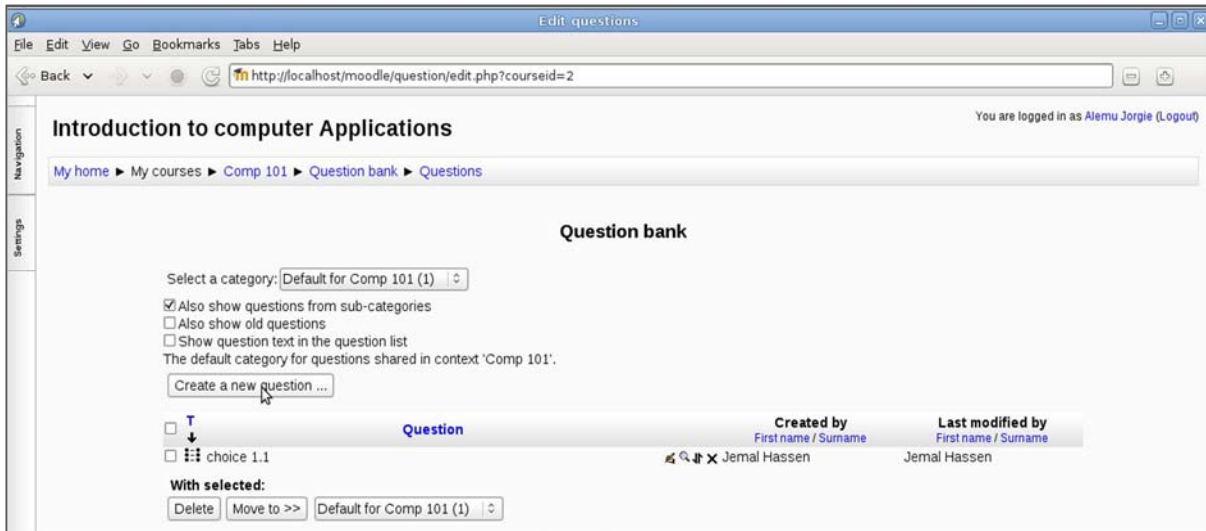 Edit questions
File Edit View Go Bookmarks Tabs Help
Back http://localhost/moodle/question/edit.php?courseid=2
Navigation
Settings
Introduction to computer Applications
You are logged in as Alemu Jorgie (Logout)
My home ► My courses ► Comp 101 ► Question bank ► Questions
Question bank
Select a category: Default for Comp 101 (1)
Also show questions from sub-categories
Also show old questions
Show question text in the question list
The default category for questions shared in context 'Comp 101'.
Create a new question ...
T Question Created by Last modified by
First name / Surname First name / Surname
choice 1.1 Jemal Hassen Jemal Hassen
With selected:
Delete Move to >> Default for Comp 101 (1)